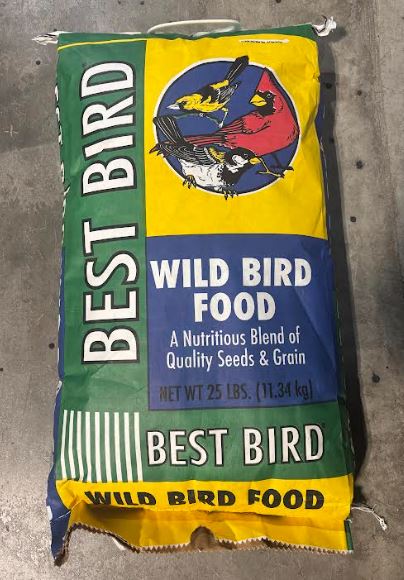 BEST BIRD
WILD BIRD
FOOD
A Nutritious Blend of
Quality Seeds & Grain
NET WT 25 LBS. (11.34 kg)
BEST BIRD
WILD BIRD FOOD